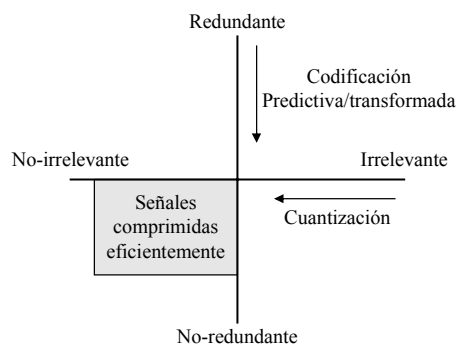 Redundante
Codificación
Predictiva/transformada
No-irrelevante
Irrelevante
Señales
comprimidas
eficientemente
Cuantización
No-redundante